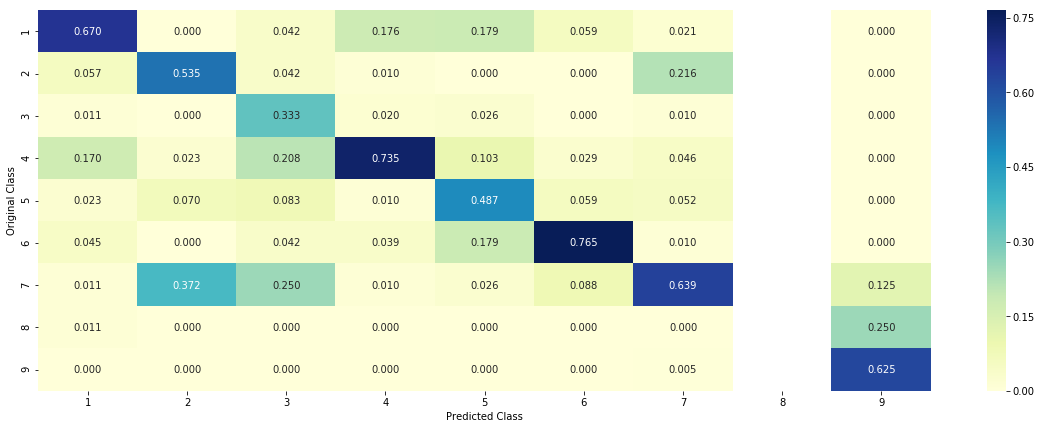 1 0.670 0.000 0.042 0.176 0.179 0.059 0.021 0.000
2 0.057 0.535 0.042 0.010 0.000 0.000 0.216 0.000
3 0.011 0.000 0.333 0.020 0.026 0.000 0.010 0.000
4 0.170 0.023 0.208 0.735 0.103 0.029 0.046 0.000
5 0.023 0.070 0.083 0.010 0.487 0.059 0.052 0.000
6 0.045 0.000 0.042 0.039 0.179 0.765 0.010 0.000
7 0.011 0.372 0.250 0.010 0.026 0.088 0.639 0.125
8 0.011 0.000 0.000 0.000 0.000 0.000 0.000 0.250
9 0.000 0.000 0.000 0.000 0.000 0.000 0.005 0.625
1 2 3 4 5 6 7 8 9
Predicted Class
Original Class
0.75
0.60
0.45
0.30
0.15
0.00